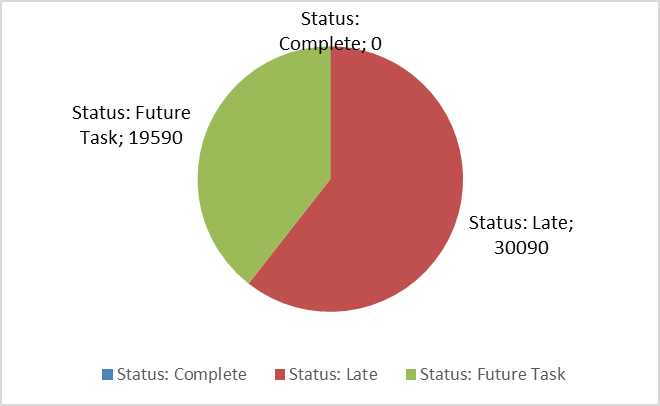 Status:
Complete; 0
Status: Future
Task; 19590
Status: Late;
30090
Status: Complete
Status: Late
Status: Future Task